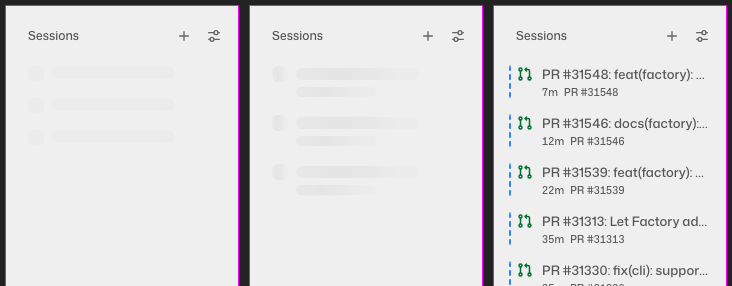 Sessions
Sessions
Sessions
PR #31548: feat(factory): ...
7m PR #31548
PR #31546: docs(factory):...
12m PR #31546
PR #31539: feat(factory): ...
22m PR #31539
PR #31313: Let Factory ad...
35m PR #31313
PR #31330: fix(cli): suppor...